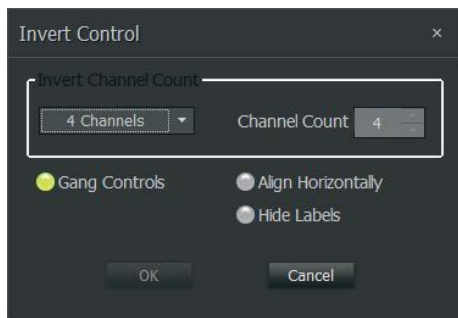 Invert Control ×
Invert Channel Count
4 Channels Channel Count 4
Gang Controls Align Horizontally
Hide Labels
OK Cancel